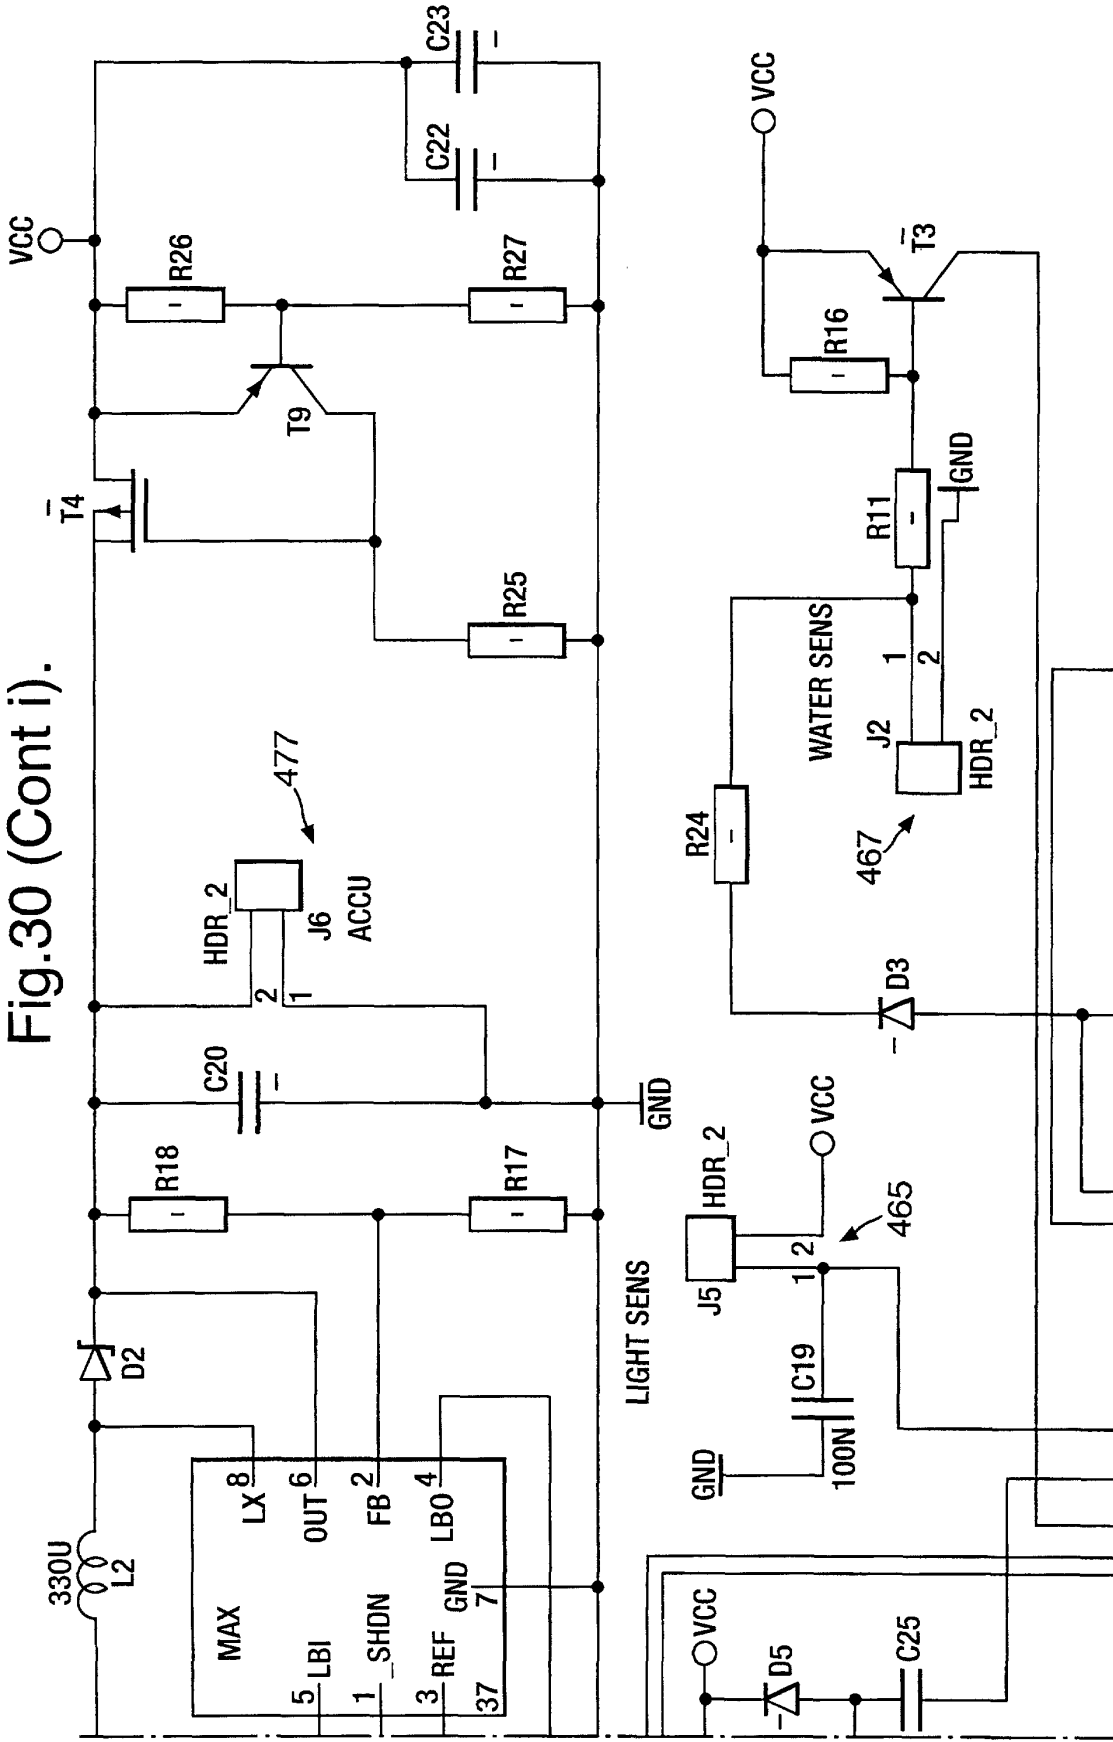 Fig.30 (Cont i).
330U
L2
D2
MAX
8
LX
6
OUT
2
FB
4
LBO
GND
7
5
LBI
1
_SHDN
3
REF
37
R18
R17
C20
–
GND
HDR_2
2
1
J6
ACCU
477
T4
–
R25
T9
VCC
R26
R27
C22
–
C23
–
LIGHT SENS
HDR_2
J5
1
2
VCC
465
C19
100N
GND
VCC
D5
–
C25
D3
–
R24
WATER SENS
J2
1
2
HDR_2
467
R11
GND
R16
T3
–
VCC